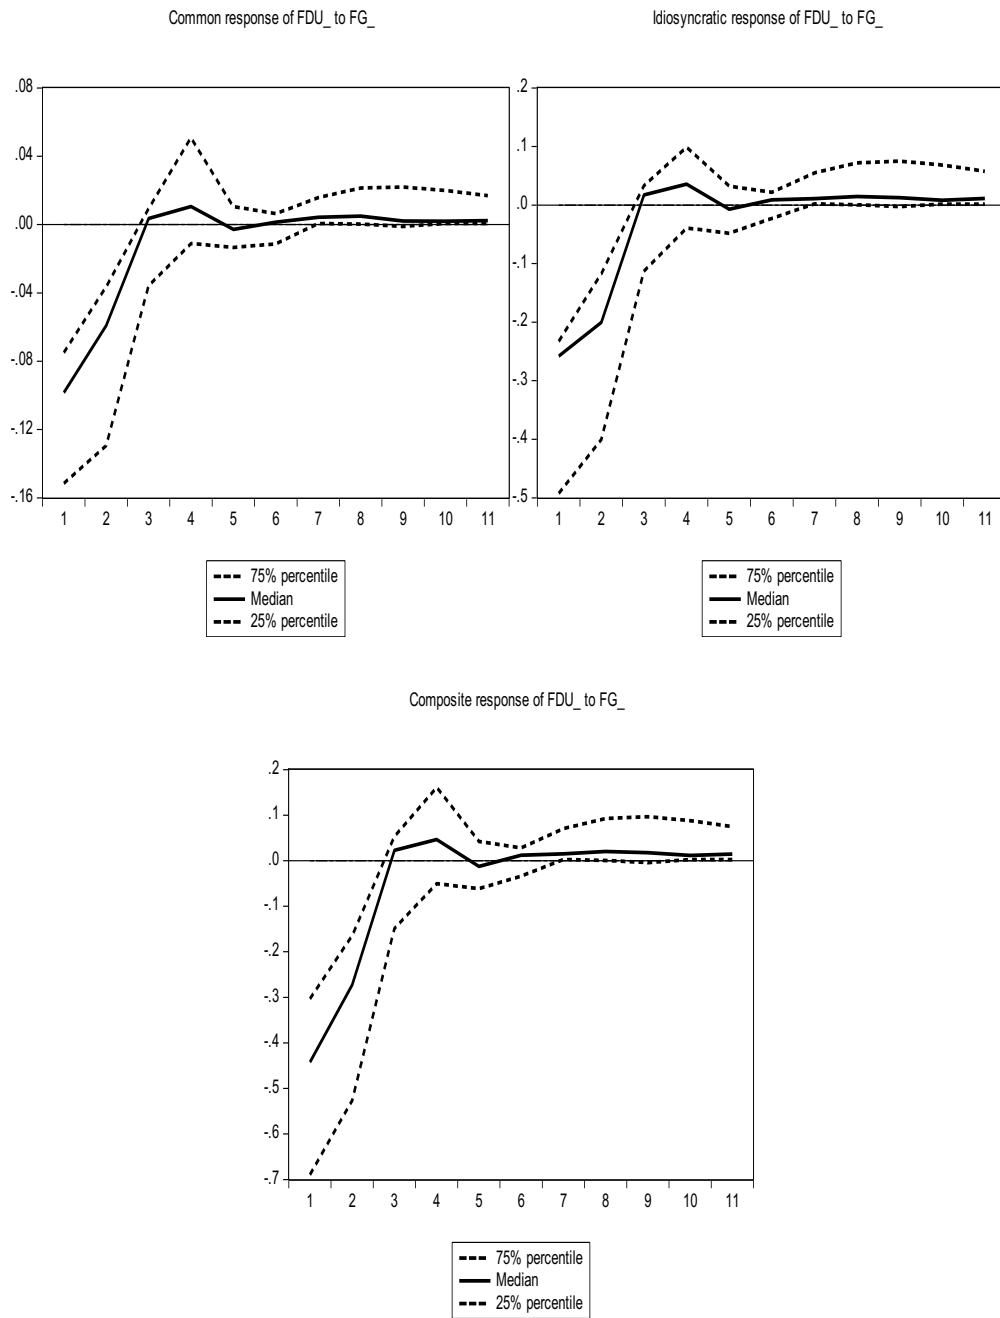 Common response of FDU_ to FG_
.08
.04
.00
-.04
-.08
-.12
-.16
1 2 3 4 5 6 7 8 9 10 11
75% percentile
Median
25% percentile
Idiosyncratic response of FDU_ to FG_
.2
.1
.0
-.1
-.2
-.3
-.4
-.5
1 2 3 4 5 6 7 8 9 10 11
75% percentile
Median
25% percentile
Composite response of FDU_ to FG_
.2
.1
.0
-.1
-.2
-.3
-.4
-.5
-.6
-.7
1 2 3 4 5 6 7 8 9 10 11
75% percentile
Median
25% percentile